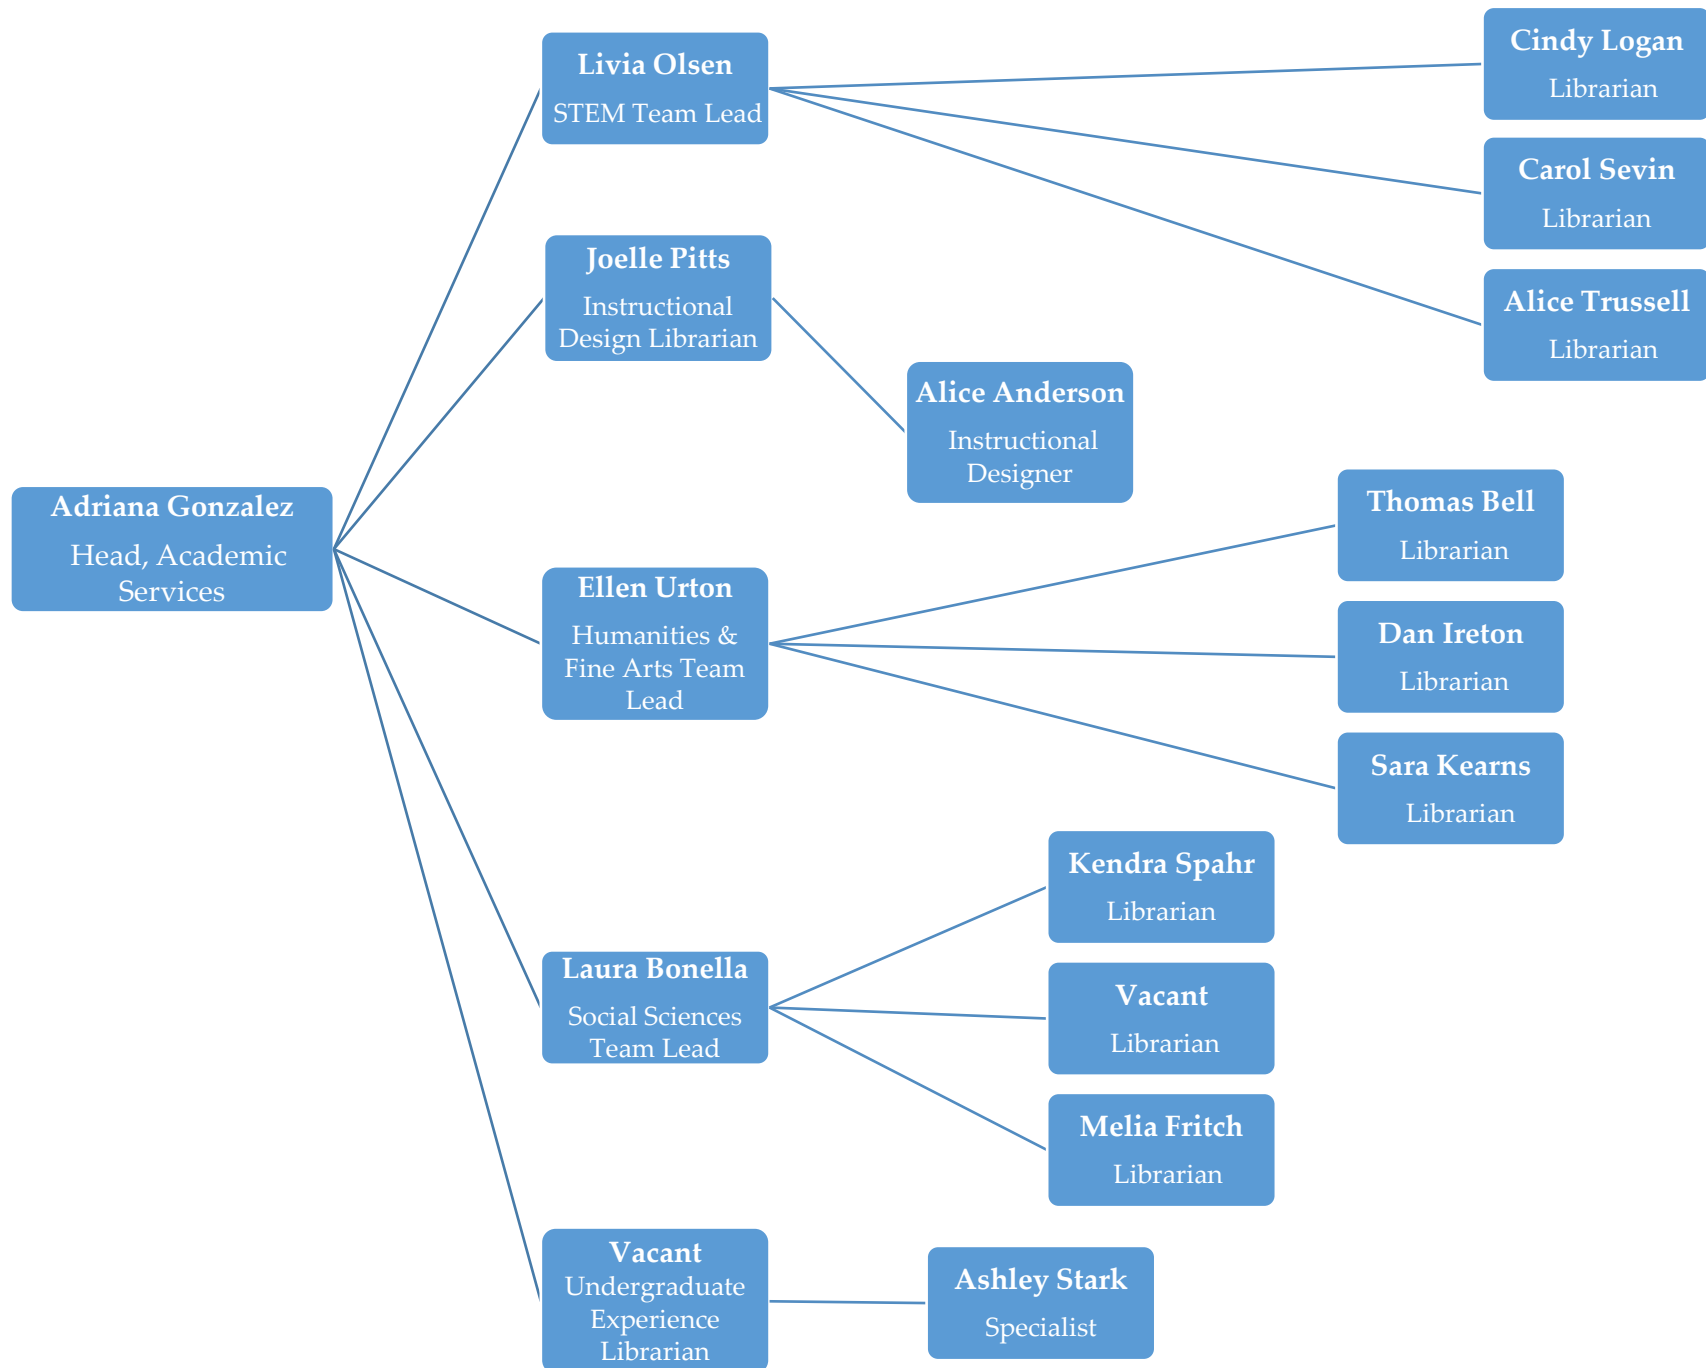 Adriana Gonzalez
Head, Academic
Services
Livia Olsen
STEM Team Lead
Cindy Logan
Librarian
Carol Sevin
Librarian
Alice Trussell
Librarian
Joelle Pitts
Instructional
Design Librarian
Alice Anderson
Instructional
Designer
Ellen Urton
Humanities &
Fine Arts Team
Lead
Thomas Bell
Librarian
Dan Ireton
Librarian
Sara Kearns
Librarian
Laura Bonella
Social Sciences
Team Lead
Kendra Spahr
Librarian
Vacant
Librarian
Melia Fritch
Librarian
Vacant
Undergraduate
Experience
Librarian
Ashley Stark
Specialist